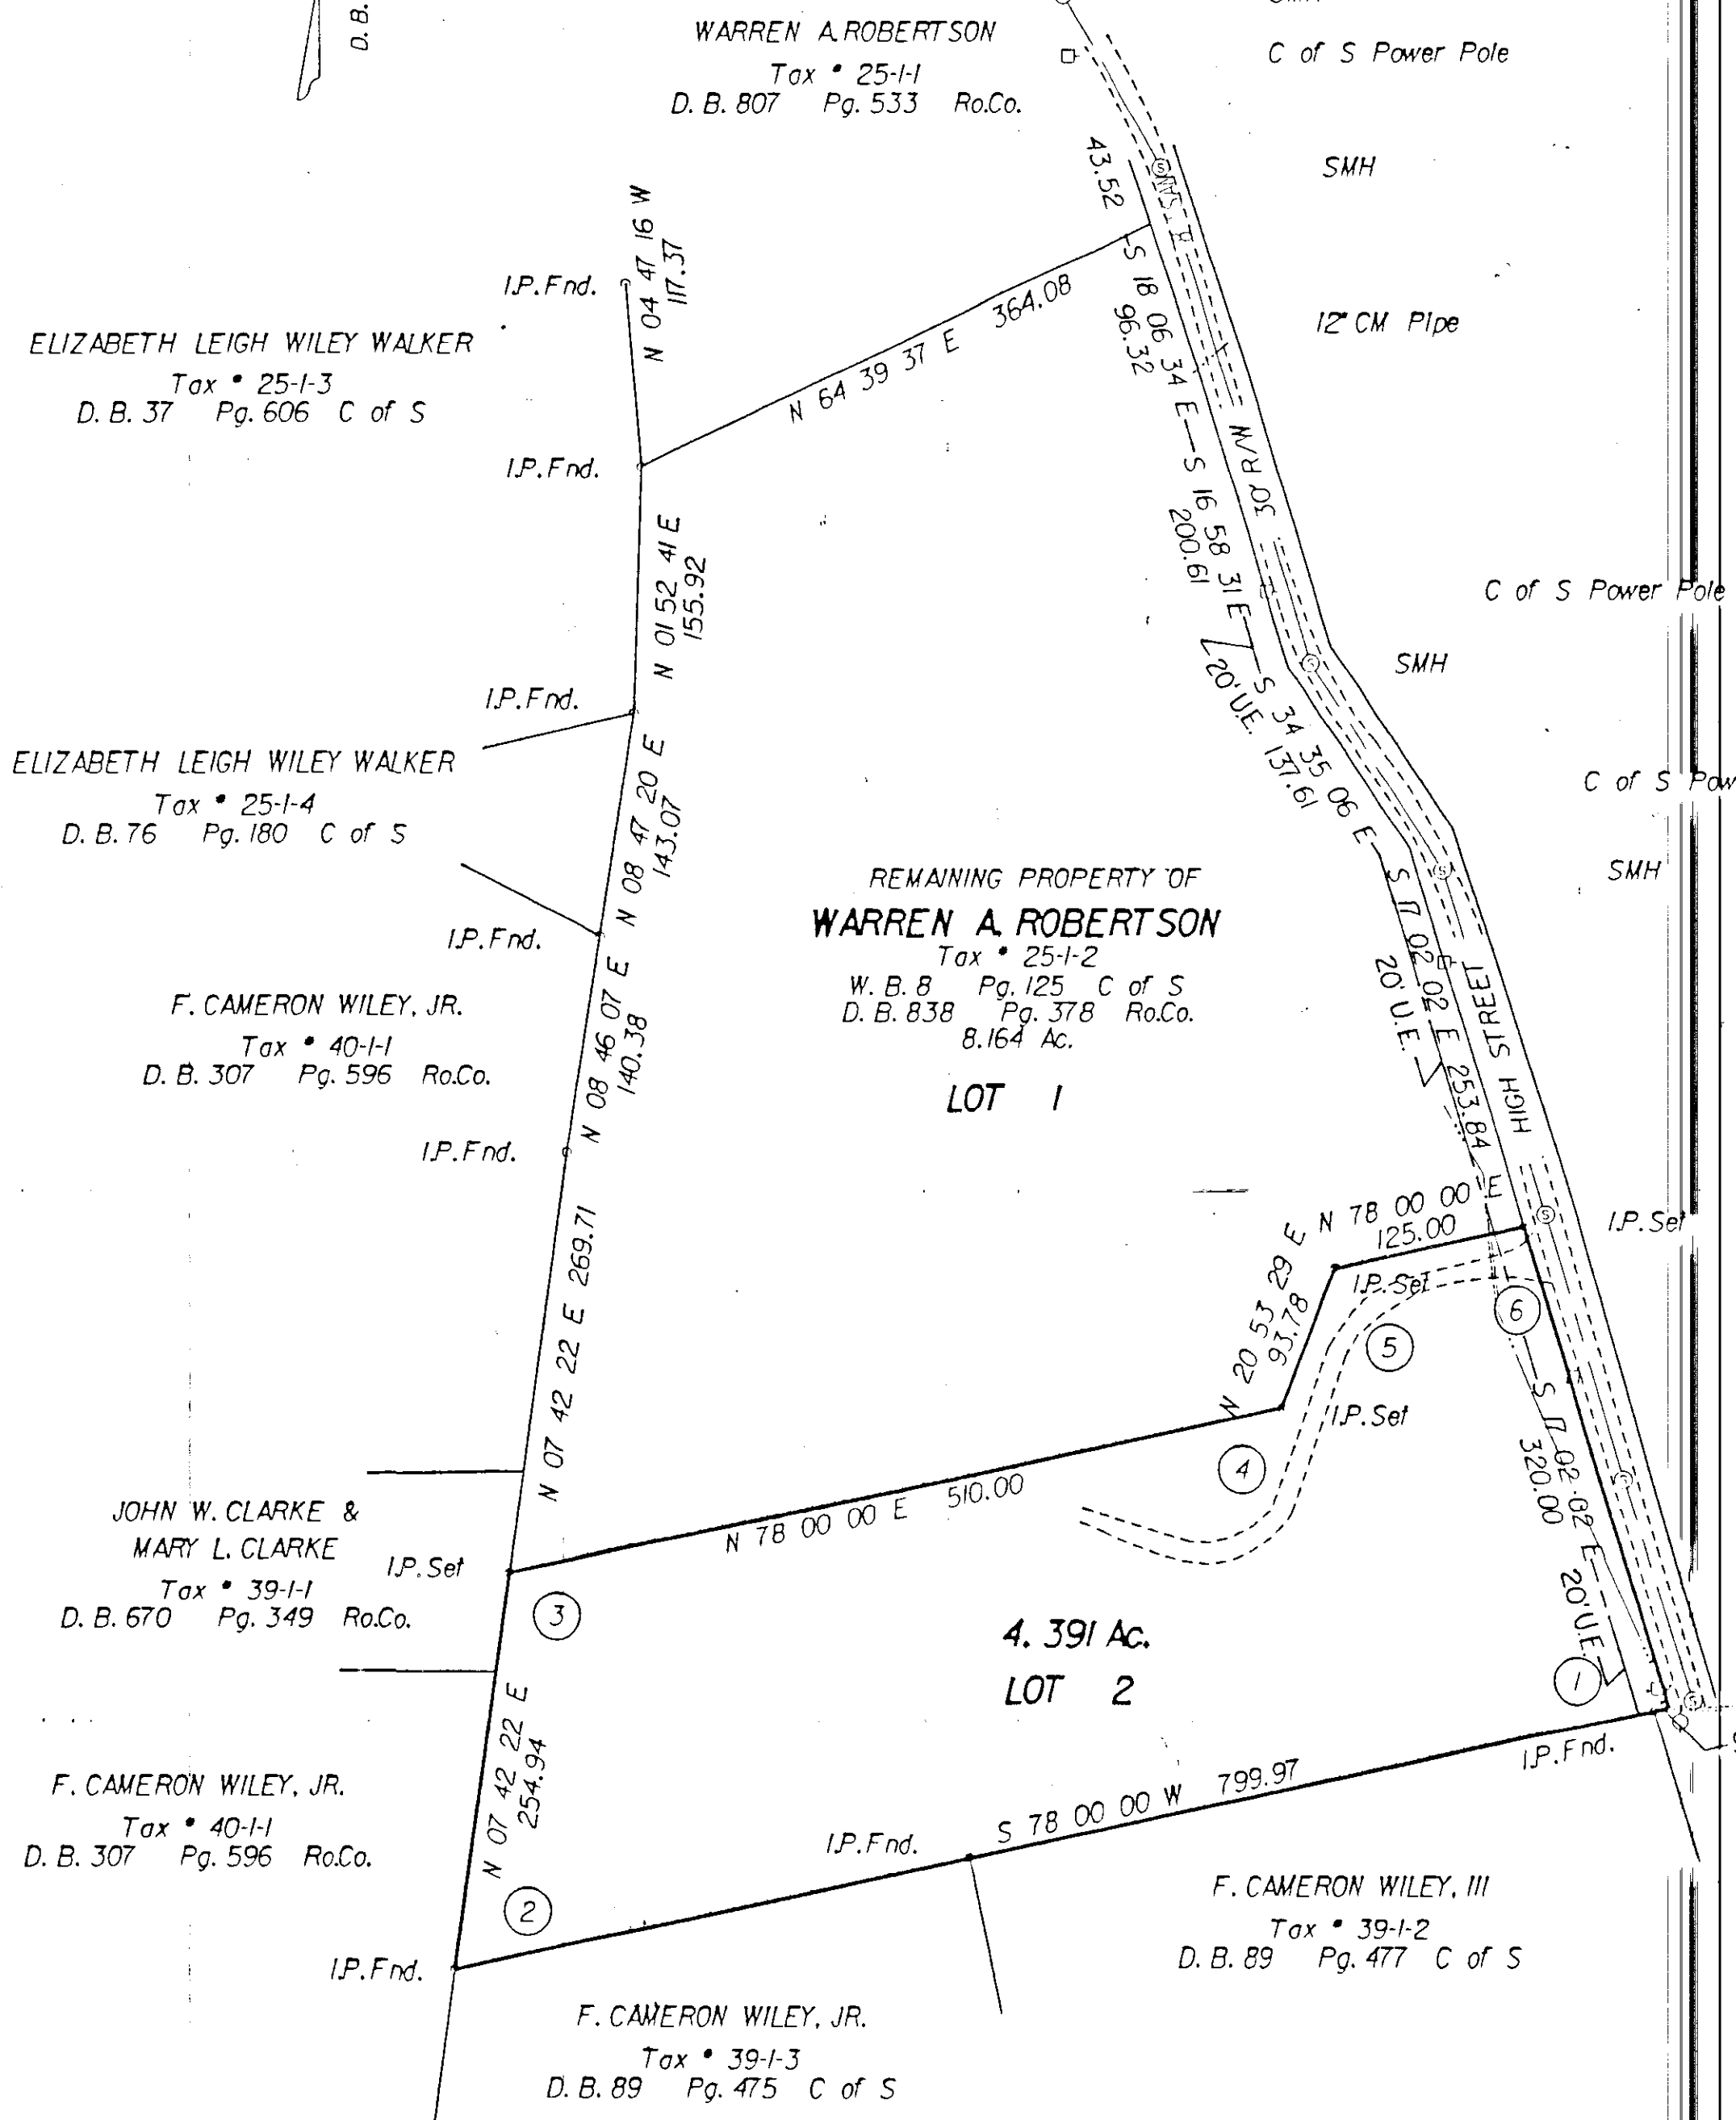 D. B.
WARREN A. ROBERTSON
Tax • 25-1-1
D. B. 807 Pg. 533 Ro.Co.
C of S Power Pole
SMH
43.52
N 04 47 16 W
117.37
I.P. Fnd.
S 18 06 34 E
96.32
N 64 39 37 E 364.08
12" CM Pipe
ELIZABETH LEIGH WILEY WALKER
Tax • 25-1-3
D. B. 37 Pg. 606 C of S
I.P. Fnd.
30' R/W
S 16 58 31 E
200.61
N 01 52 41 E
155.92
C of S Power Pole
SMH
20' U.E.
S 34 35 06 E
137.61
I.P. Fnd.
ELIZABETH LEIGH WILEY WALKER
Tax • 25-1-4
D. B. 76 Pg. 180 C of S
N 08 47 20 E
143.07
C of S Pow
SMH
REMAINING PROPERTY OF
WARREN A. ROBERTSON
Tax • 25-1-2
W. B. 8 Pg. 125 C of S
D. B. 838 Pg. 378 Ro.Co.
8.164 Ac.
LOT 1
S 17 02 02 E 253.84
20' U.E.
HIGH STREET
I.P. Fnd.
F. CAMERON WILEY, JR.
Tax • 40-1-1
D. B. 307 Pg. 596 Ro.Co.
N 08 46 07 E
140.38
I.P. Fnd.
N 78 00 00 E
125.00
I.P. Set
I.P. Set
N 20 53 29 E
93.78
6
5
I.P. Set
N 07 42 22 E 269.71
4
S 17 02 02 E
320.00
N 78 00 00 E 510.00
JOHN W. CLARKE &
MARY L. CLARKE
Tax • 39-1-1
D. B. 670 Pg. 349 Ro.Co.
I.P. Set
3
20' U.E.
4.391 Ac.
LOT 2
1
I.P. Fnd.
N 07 42 22 E
254.94
F. CAMERON WILEY, JR.
Tax • 40-1-1
D. B. 307 Pg. 596 Ro.Co.
S 78 00 00 W 799.97
I.P. Fnd.
2
I.P. Fnd.
F. CAMERON WILEY, III
Tax • 39-1-2
D. B. 89 Pg. 477 C of S
F. CAMERON WILEY, JR.
Tax • 39-1-3
D. B. 89 Pg. 475 C of S